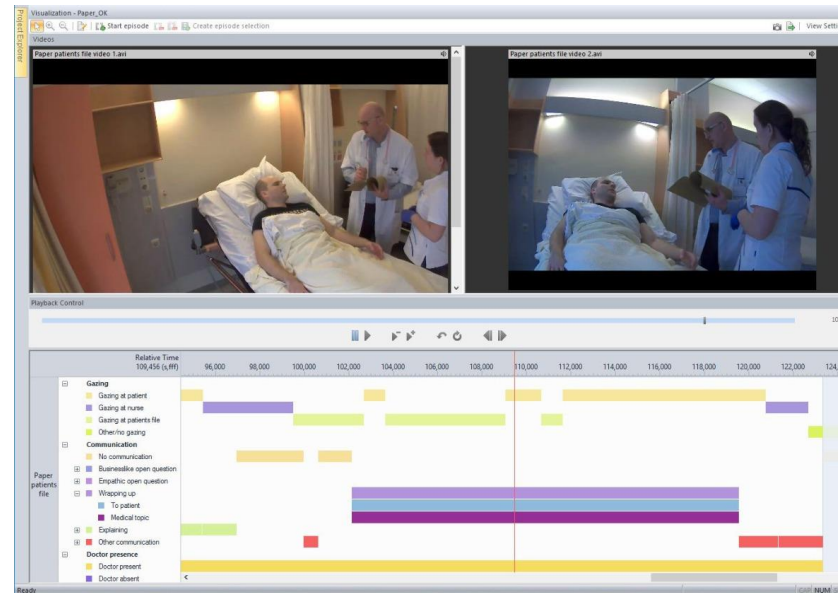 Project Explorer
Visualization - Paper_OK
Start episode Create episode selection View Setti
Videos
Paper patients file video 1.avi
Paper patients file video 2.avi
Playback Control
10
Relative Time
109,456 (s,fff)
96,000 98,000 100,000 102,000 104,000 106,000 108,000 110,000 112,000 114,000 116,000 118,000 120,000 122,000 124,
Paper patients file
Gazing
Gazing at patient
Gazing at nurse
Gazing at patients file
Other/no gazing
Communication
No communication
Businesslike open question
Empathic open question
Wrapping up
To patient
Medical topic
Explaining
Other communication
Doctor presence
Doctor present
Doctor absent
Ready
CAP NUM